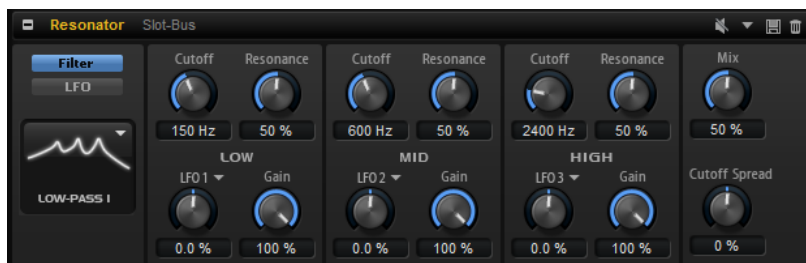 Resonator Slot-Bus
Filter
LFO
LOW-PASS I
Cutoff Resonance
150 Hz 50 %
LOW
LFO 1 Gain
0.0 % 100 %
Cutoff Resonance
600 Hz 50 %
MID
LFO 2 Gain
0.0 % 100 %
Cutoff Resonance
2400 Hz 50 %
HIGH
LFO 3 Gain
0.0 % 100 %
Mix
50 %
Cutoff Spread
0 %